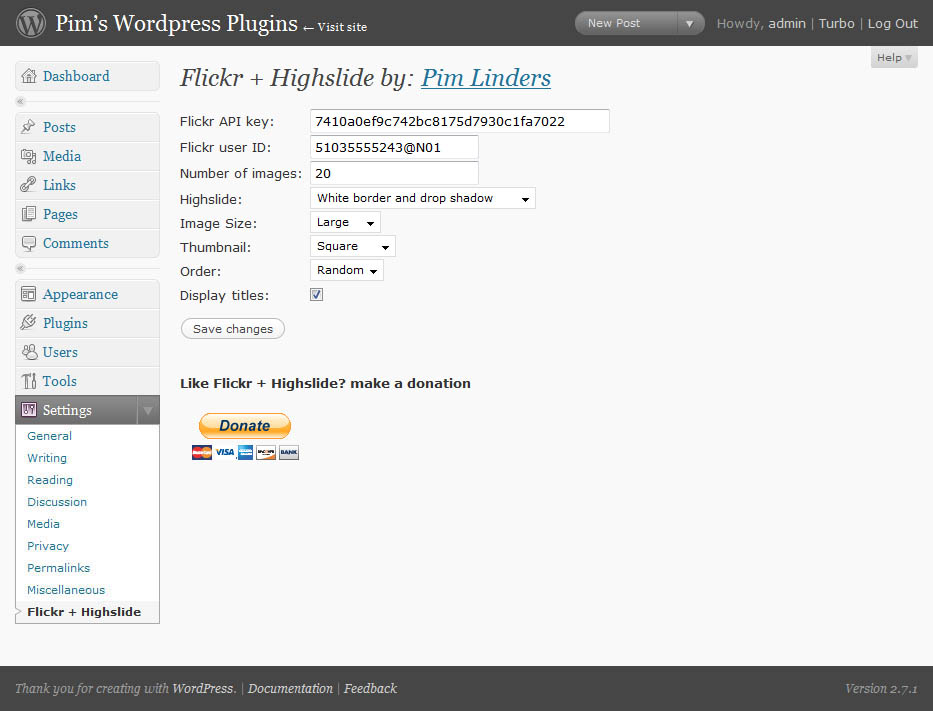 Pim's Wordpress Plugins ← Visit site
New Post
Howdy, admin | Turbo | Log Out
Help
Dashboard
Posts
Media
Links
Pages
Comments
Appearance
Plugins
Users
Tools
Settings
General
Writing
Reading
Discussion
Media
Privacy
Permalinks
Miscellaneous
Flickr + Highslide
Flickr + Highslide by: Pim Linders
Flickr API key: 7410a0ef9c742bc8175d7930c1fa7022
Flickr user ID: 51035555243@N01
Number of images: 20
Highslide: White border and drop shadow
Image Size: Large
Thumbnail: Square
Order: Random
Display titles:
Save changes
Like Flickr + Highslide? make a donation
Donate
VISA
BANK
Thank you for creating with WordPress. | Documentation | Feedback
Version 2.7.1